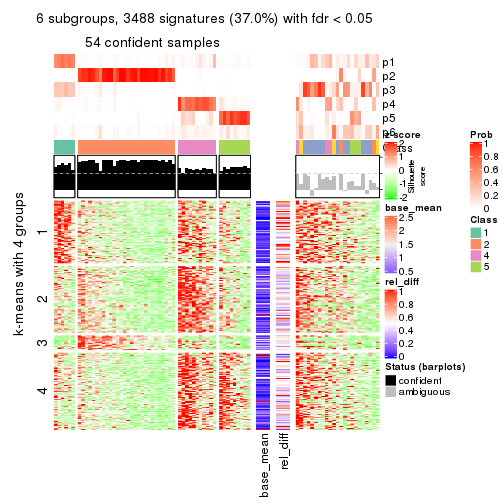 6 subgroups, 3488 signatures (37.0%) with fdr < 0.05
54 confident samples
p1
p2
p3
p4
p5
p6
Class
z-score
2
1
0
-1
-2
Silhouette
score
Prob
1
0.8
0.6
0.4
0.2
0
Class
1
2
4
5
base_mean
2.5
2
1.5
1
0.5
rel_diff
1
0.8
0.6
0.4
0.2
0
Status (barplots)
confident
ambiguous
k-means with 4 groups
1
2
3
4
base_mean
rel_diff